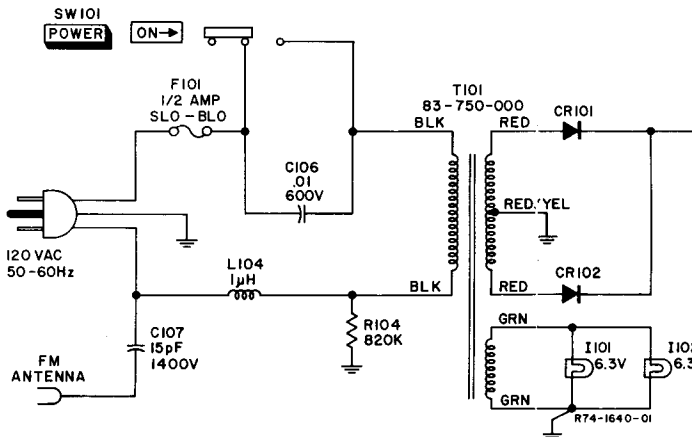 SW101
POWER
ON→
F101
1/2 AMP
SLO-BLO
T101
83-750-000
BLK
RED
CR101
C106
.01
600V
RED/YEL
120 VAC
50-60Hz
L104
1µH
BLK
RED
CR102
C107
15pF
1400V
R104
820K
GRN
FM
ANTENNA
I101
6.3V
GRN
R74-1640-01